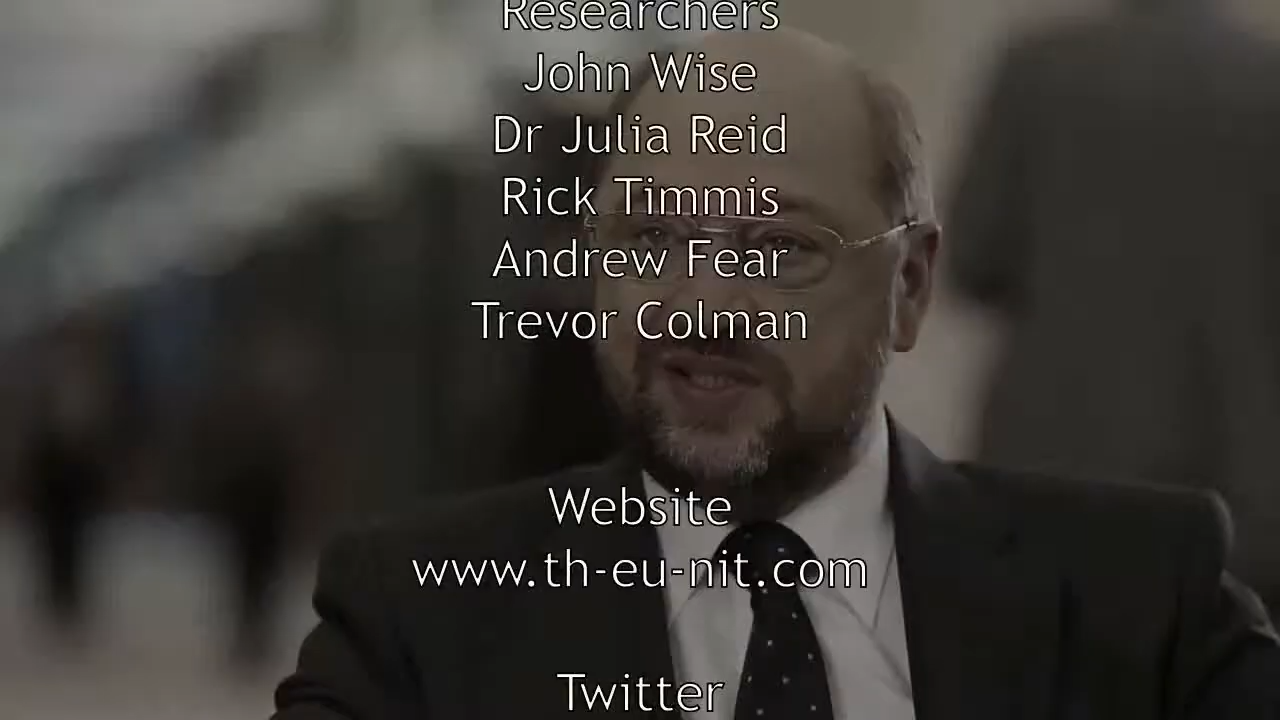 Researchers
John Wise
Dr Julia Reid
Rick Timmis
Andrew Fear
Trevor Colman
Website
www.th-eu-nit.com
Twitter